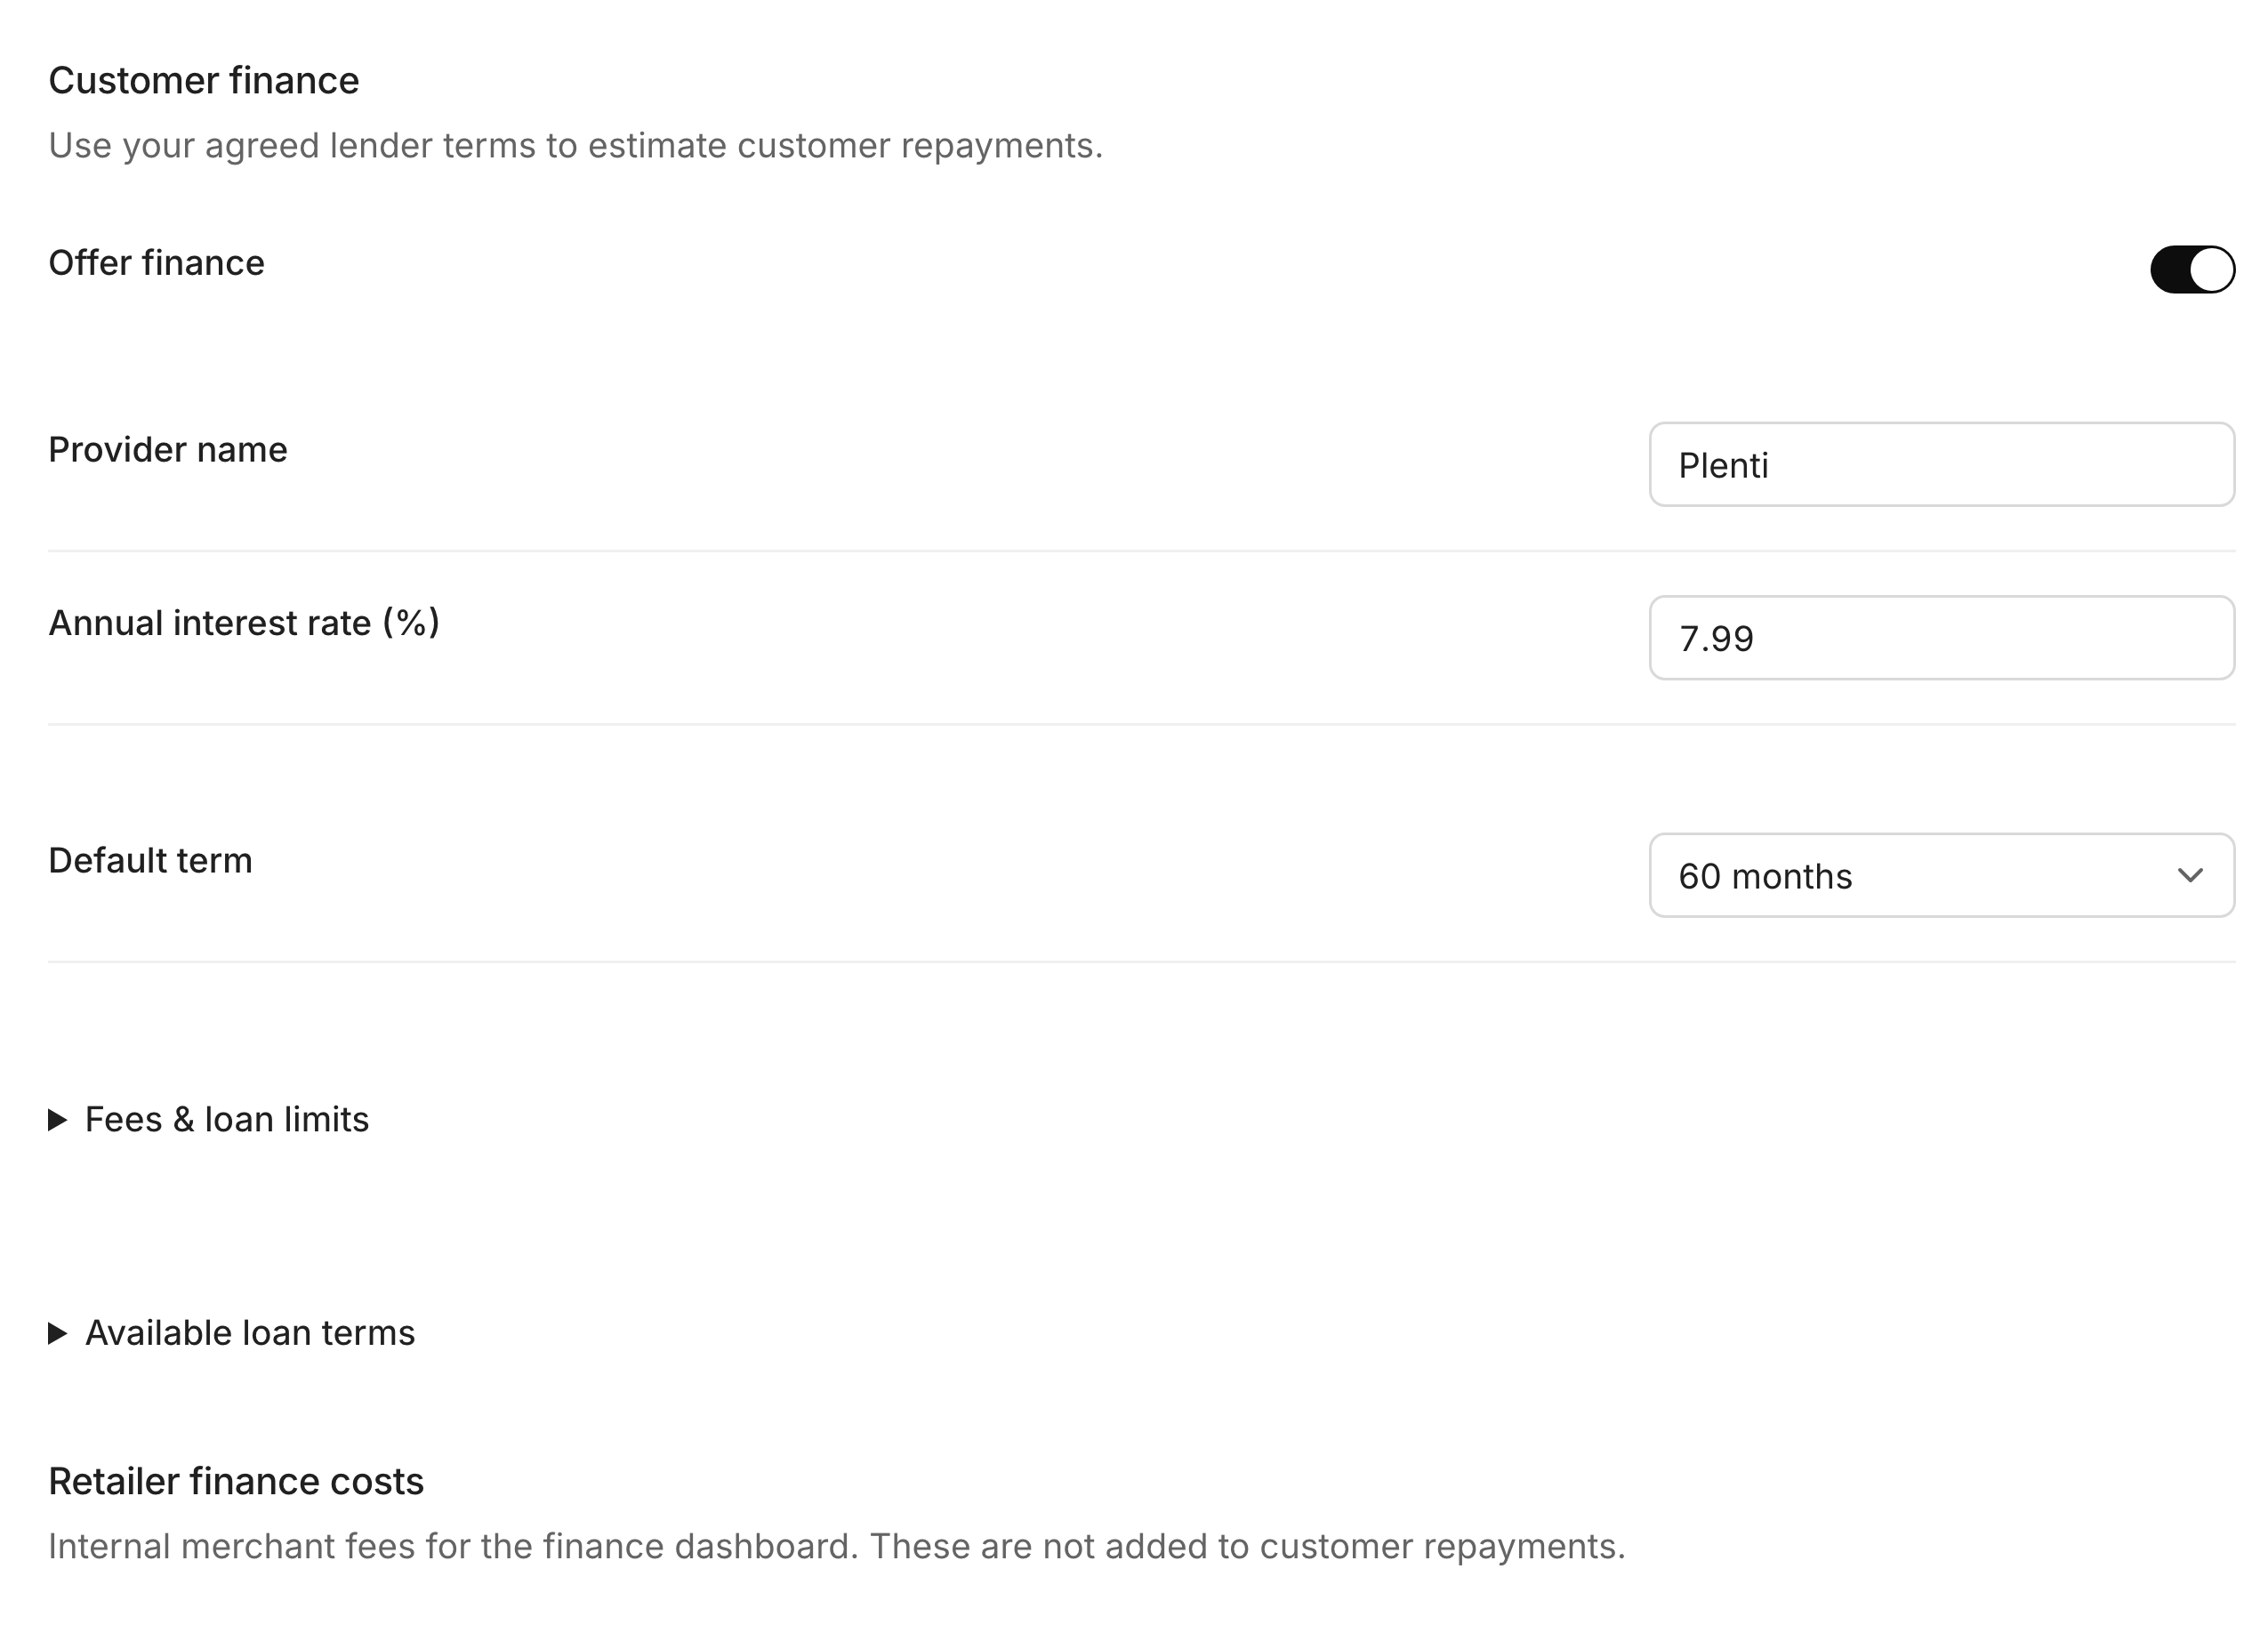 Customer finance
Use your agreed lender terms to estimate customer repayments.
Offer finance
Provider name
Plenti
Annual interest rate (%)
7.99
Default term
60 months
Fees & loan limits
Available loan terms
Retailer finance costs
Internal merchant fees for the finance dashboard. These are not added to customer repayments.